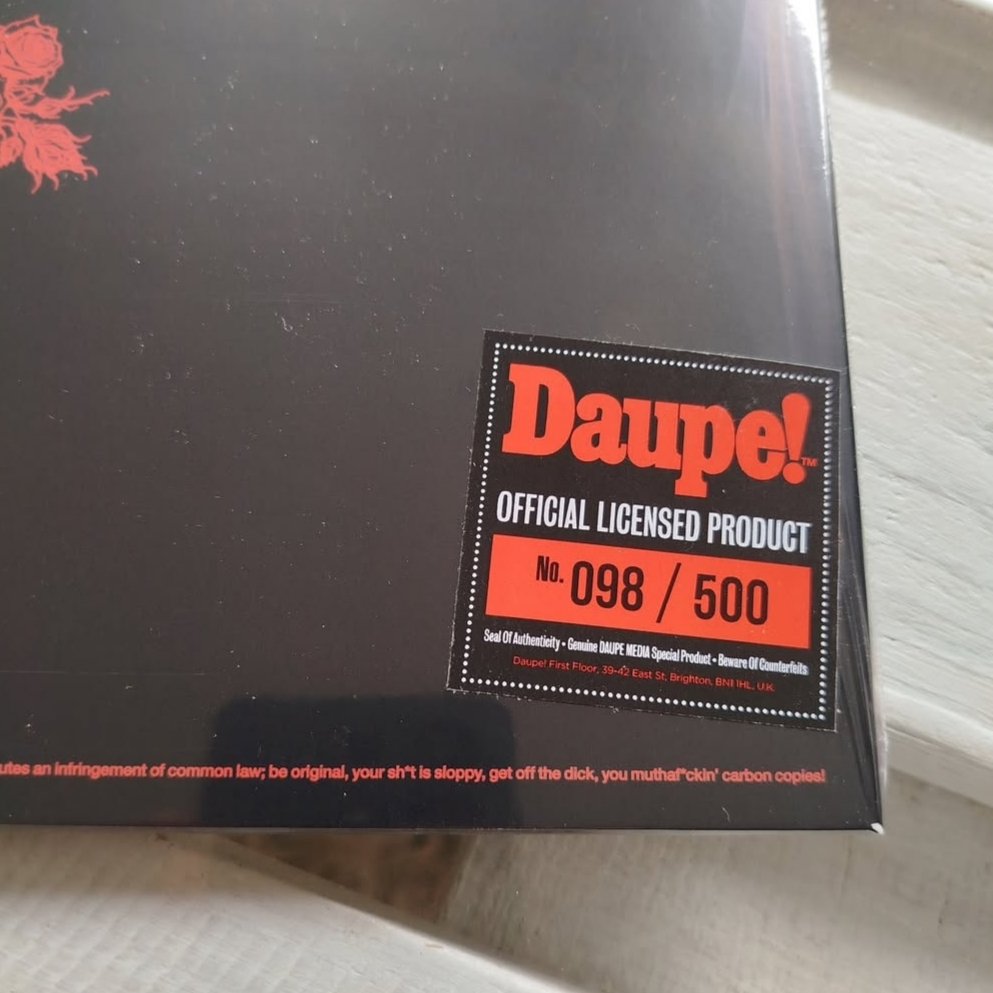 Daupe!™
OFFICIAL LICENSED PRODUCT
No. 098 / 500
Seal Of Authenticity • Genuine DAUPE MEDIA Special Product • Beware Of Counterfeits
Daupe! First Floor, 39-42 East St, Brighton, BN1 1HL, U.K.
utes an infringement of common law; be original, your sh*t is sloppy, get off the dick, you muthaf*ckin' carbon copies!